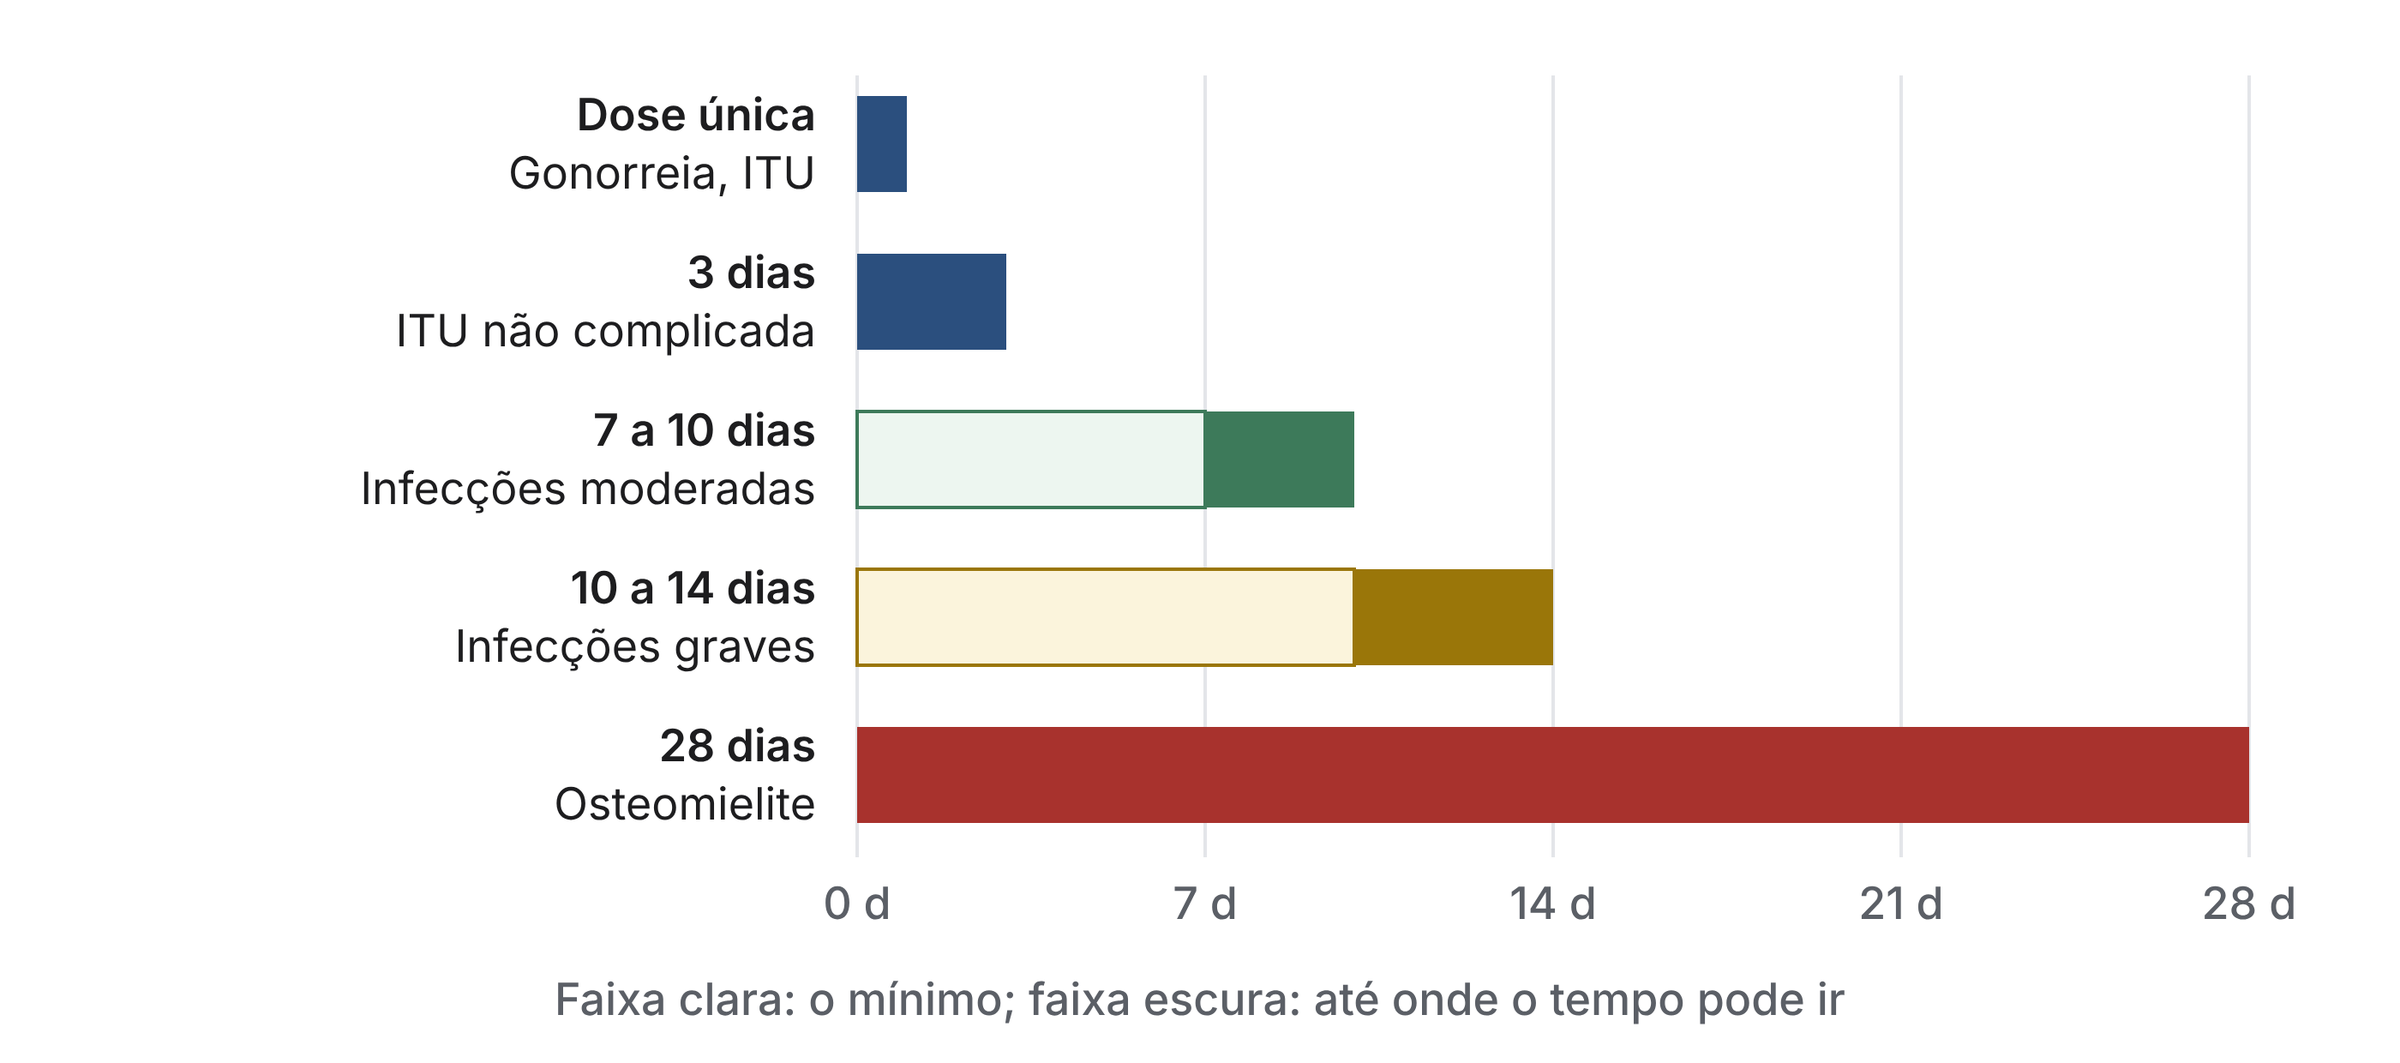 Dose única
Gonorreia, ITU
3 dias
ITU não complicada
7 a 10 dias
Infecções moderadas
10 a 14 dias
Infecções graves
28 dias
Osteomielite
0 d
7 d
14 d
21 d
28 d
Faixa clara: o mínimo; faixa escura: até onde o tempo pode ir